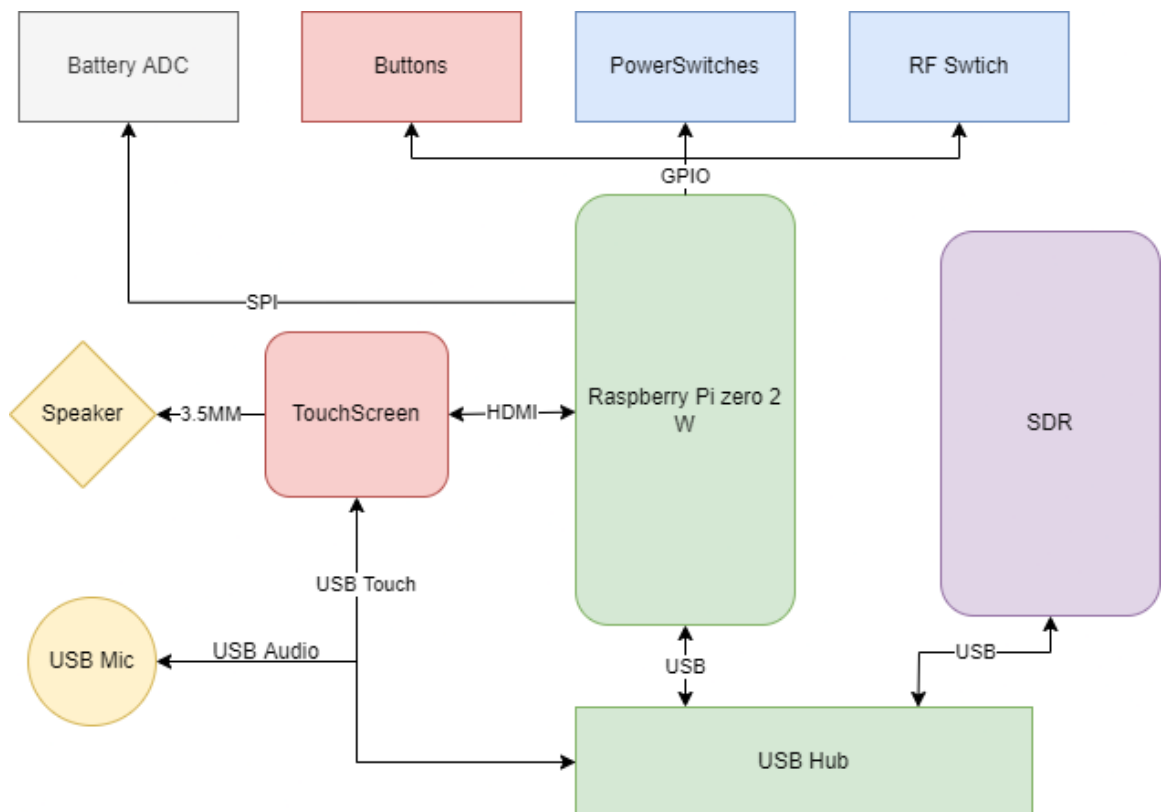 Battery ADC
Buttons
PowerSwitches
RF Swtich
GPIO
SPI
Speaker
3.5MM
TouchScreen
HDMI
Raspberry Pi zero 2
W
SDR
USB Touch
USB Mic
USB Audio
USB
USB
USB Hub